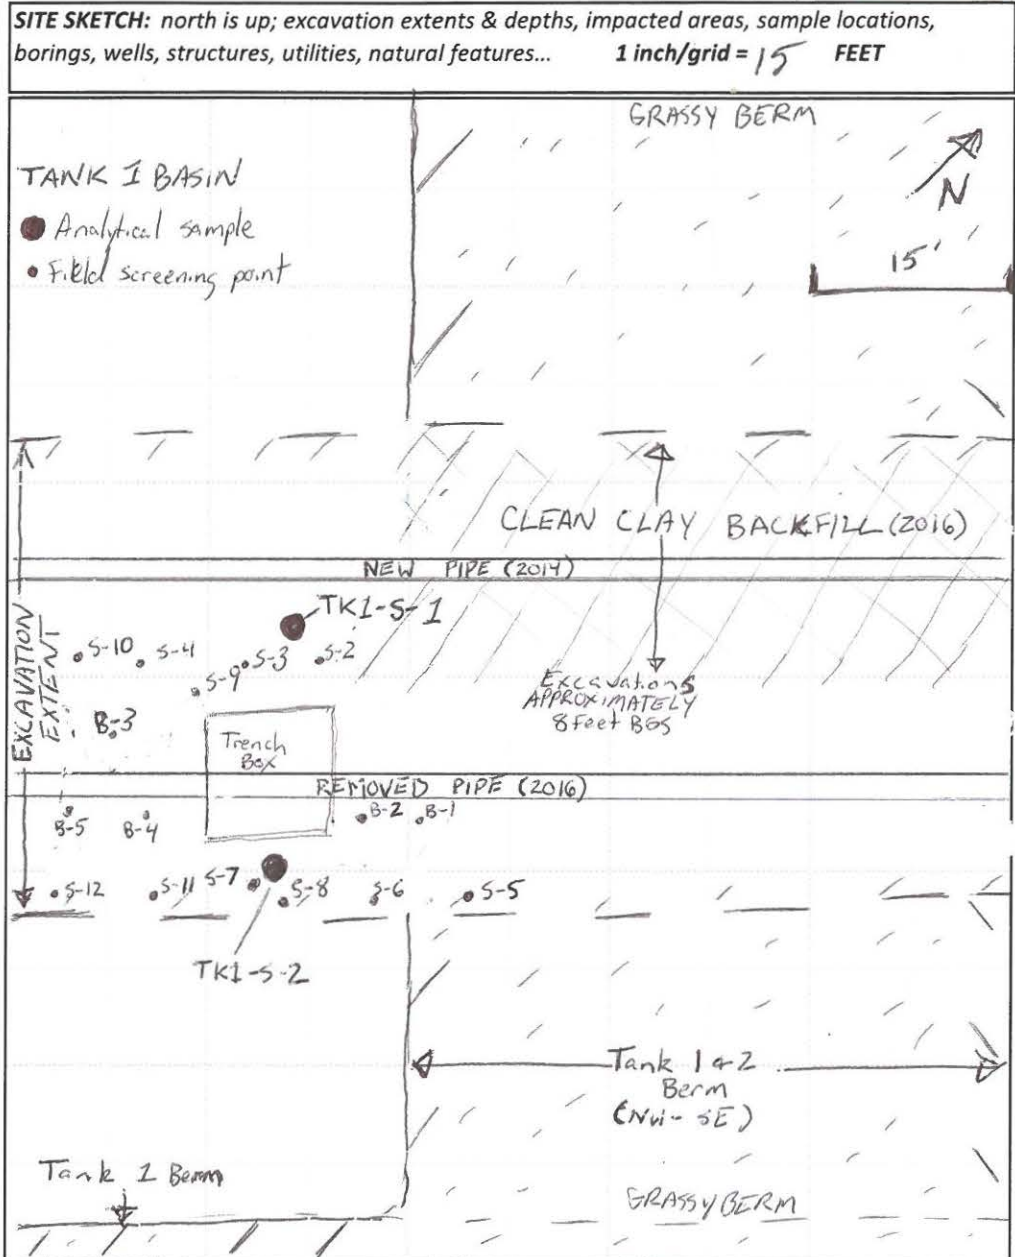 SITE SKETCH: north is up; excavation extents & depths, impacted areas, sample locations,
borings, wells, structures, utilities, natural features... 1 inch/grid = 15 FEET
GRASSY BERM
N
TANK 1 BASIN
Analytical sample
Field screening point
15'
CLEAN CLAY BACKFILL (2016)
NEW PIPE (2014)
TK1-S-1
S-10
S-4
S-9
S-3
S-2
EXCAVATION
EXTENT
Excavations
APPROXIMATELY
8 feet BGS
B-3
Trench
Box
REMOVED PIPE (2016)
B-5
B-4
B-2
B-1
S-12
S-11
S-7
S-8
S-6
S-5
TK1-S-2
Tank 1 & 2
Berm
(NW - SE)
Tank 1 Berm
GRASSY BERM